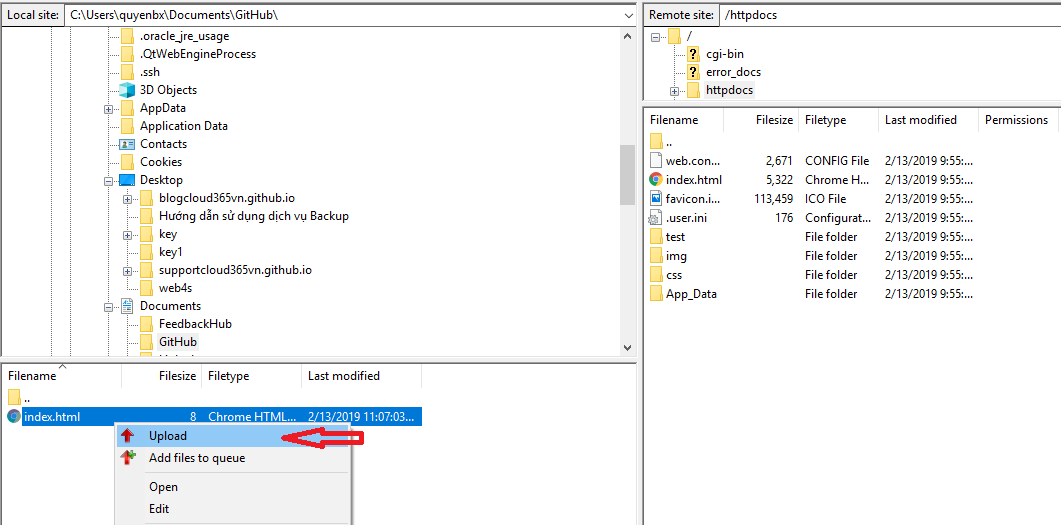 Local site: C:\Users\quyenbx\Documents\GitHub\
.oracle_jre_usage
.QtWebEngineProcess
.ssh
3D Objects
AppData
Application Data
Contacts
Cookies
Desktop
blogcloud365vn.github.io
Hướng dẫn sử dụng dịch vụ Backup
key
key1
supportcloud365vn.github.io
web4s
Documents
FeedbackHub
GitHub
Filename Filesize Filetype Last modified
..
index.html 8 Chrome HTML... 2/13/2019 11:07:03...
Upload
Add files to queue
Open
Edit
Remote site: /httpdocs
/
cgi-bin
error_docs
httpdocs
Filename Filesize Filetype Last modified Permissions
..
web.con... 2,671 CONFIG File 2/13/2019 9:55:...
index.html 5,322 Chrome H... 2/13/2019 9:55:...
favicon.i... 113,459 ICO File 2/13/2019 9:55:...
.user.ini 176 Configurat... 2/13/2019 9:55:...
test File folder 2/13/2019 9:55:...
img File folder 2/13/2019 9:55:...
css File folder 2/13/2019 9:55:...
App_Data File folder 2/13/2019 9:55:...